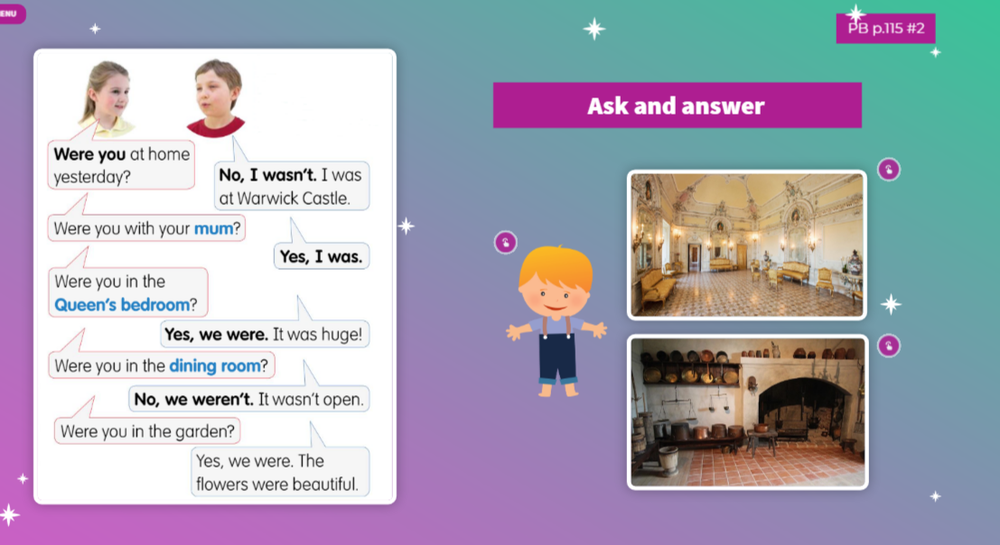 ENU
PB p.115 #2
Ask and answer
Were you at home
yesterday?
No, I wasn't. I was
at Warwick Castle.
Were you with your mum?
Yes, I was.
Were you in the
Queen's bedroom?
Yes, we were. It was huge!
Were you in the dining room?
No, we weren't. It wasn't open.
Were you in the garden?
Yes, we were. The
flowers were beautiful.